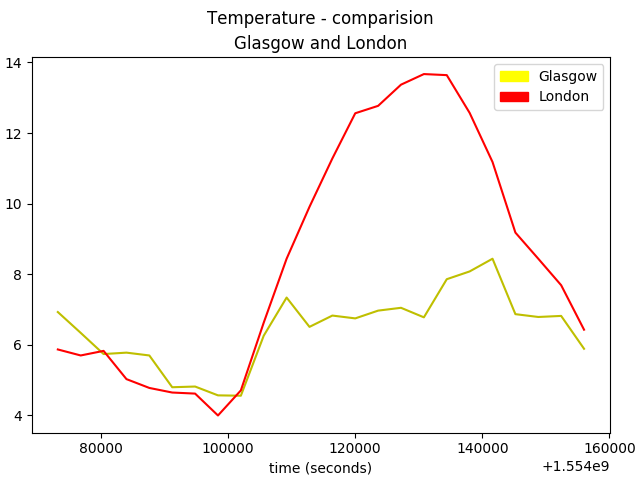 Temperature - comparision
Glasgow and London
14
12
10
8
6
4
Glasgow
London
80000 100000 120000 140000 160000
time (seconds)
+1.554e9